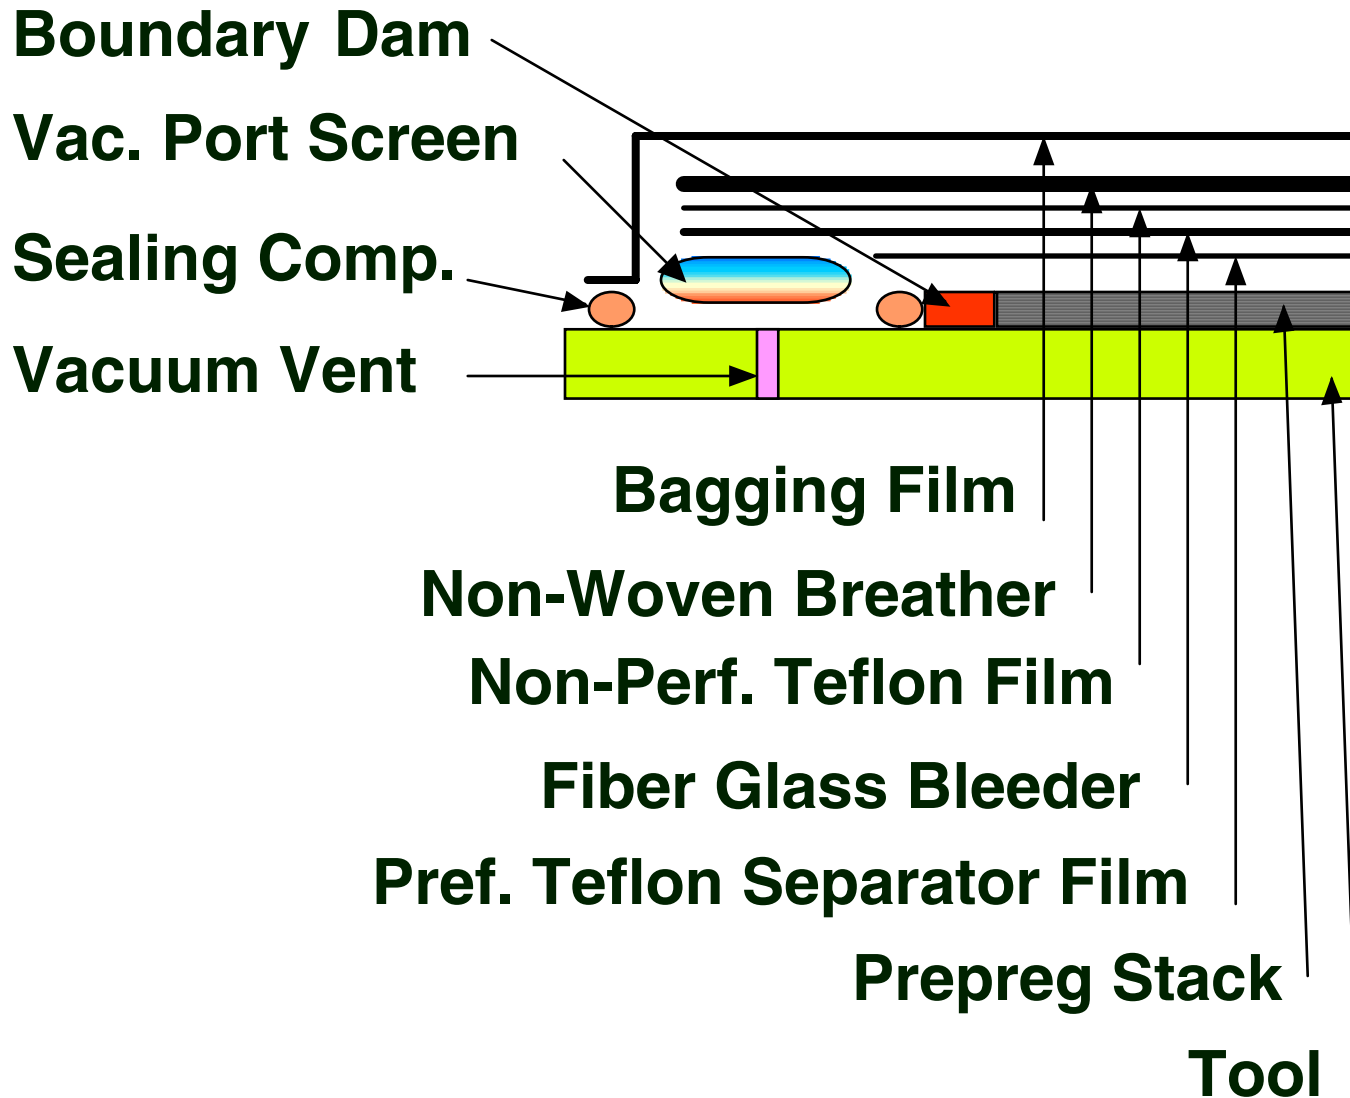 Boundary Dam
Vac. Port Screen
Sealing Comp.
Vacuum Vent
Bagging Film
Non-Woven Breather
Non-Perf. Teflon Film
Fiber Glass Bleeder
Pref. Teflon Separator Film
Prepreg Stack
Tool